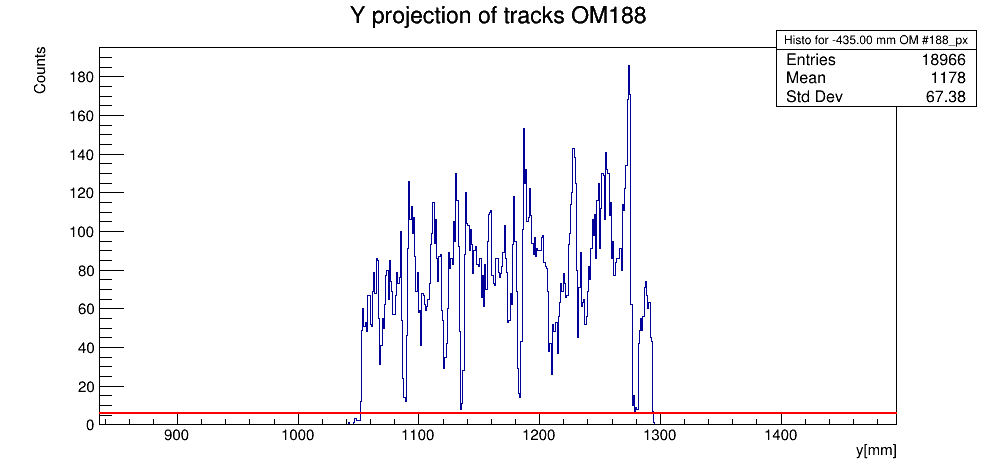 Y projection of tracks OM188
Counts
Histo for -435.00 mm OM #188_px
Entries 18966
Mean 1178
Std Dev 67.38
180
160
140
120
100
80
60
40
20
0
900 1000 1100 1200 1300 1400
y[mm]